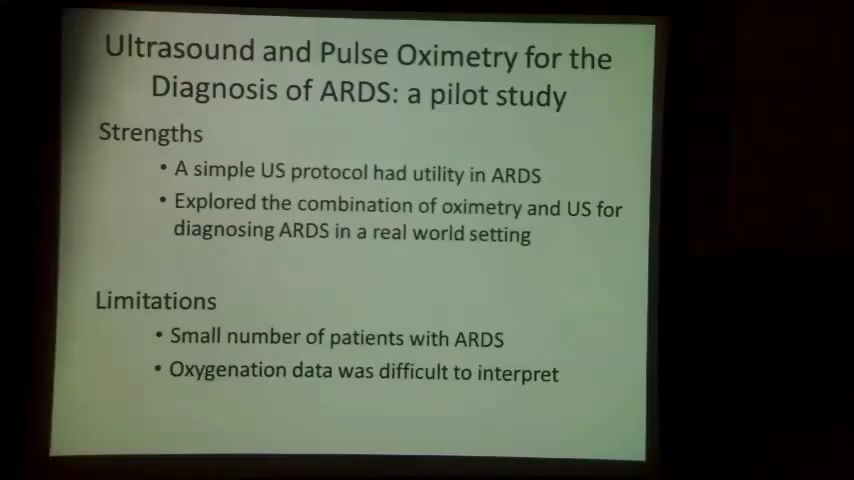 Ultrasound and Pulse Oximetry for the
Diagnosis of ARDS: a pilot study
Strengths
• A simple US protocol had utility in ARDS
• Explored the combination of oximetry and US for
diagnosing ARDS in a real world setting
Limitations
• Small number of patients with ARDS
• Oxygenation data was difficult to interpret